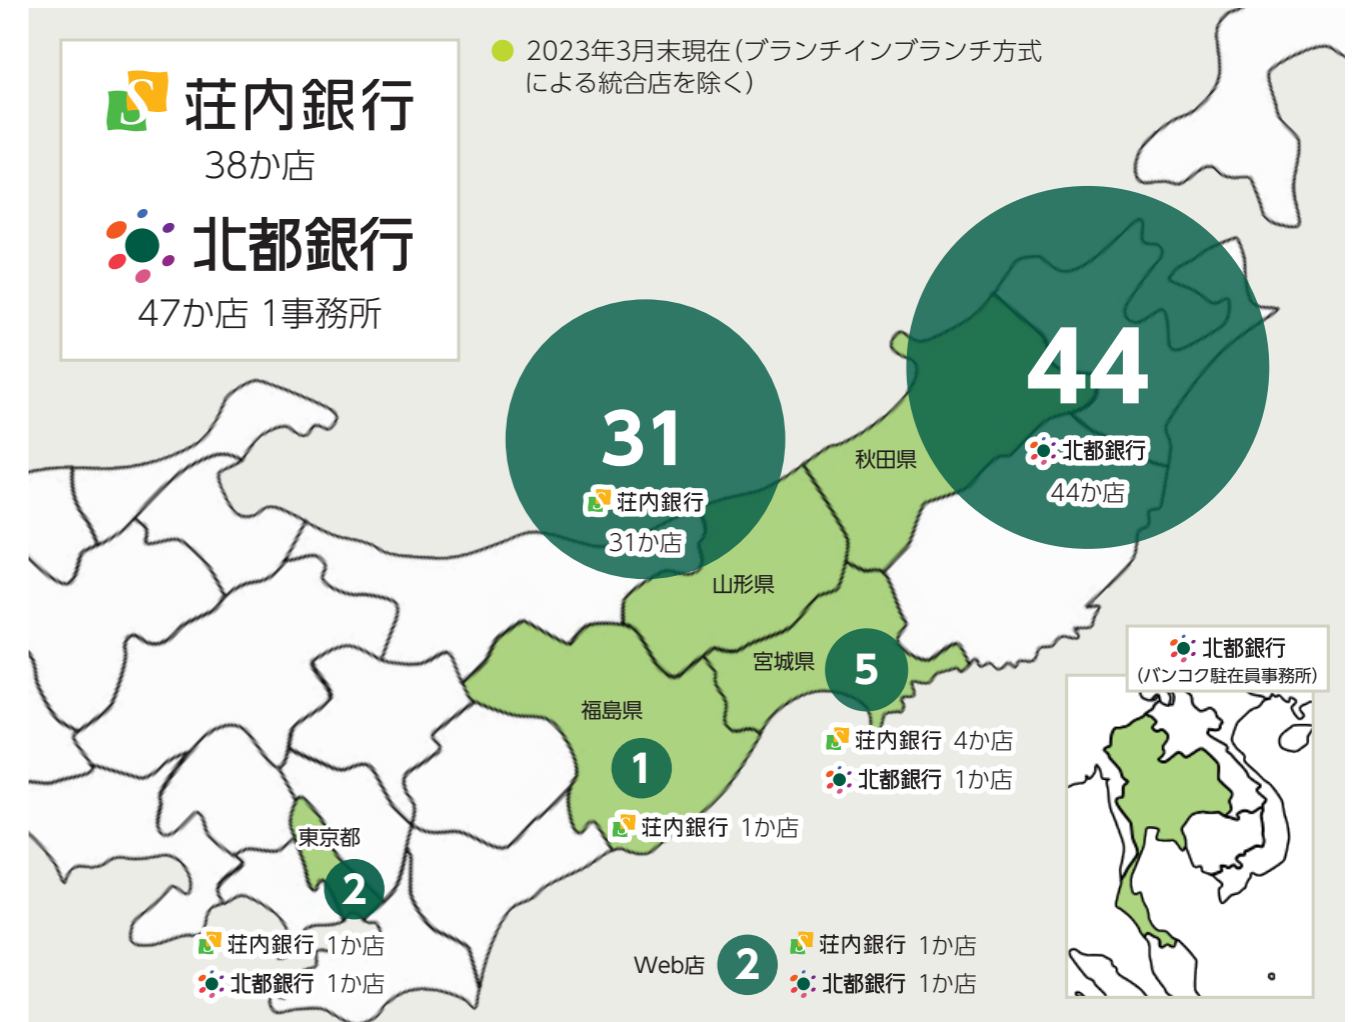 荘内銀行
38か店
北都銀行
47か店 1事務所
2023年3月末現在（ブランチインブランチ方式
による統合店を除く）
44
北都銀行
44か店
31
荘内銀行
31か店
秋田県
山形県
宮城県
5
荘内銀行 4か店
北都銀行 1か店
福島県
1
荘内銀行 1か店
東京都
2
荘内銀行 1か店
北都銀行 1か店
Web店
2
荘内銀行 1か店
北都銀行 1か店
北都銀行
（バンコク駐在員事務所）